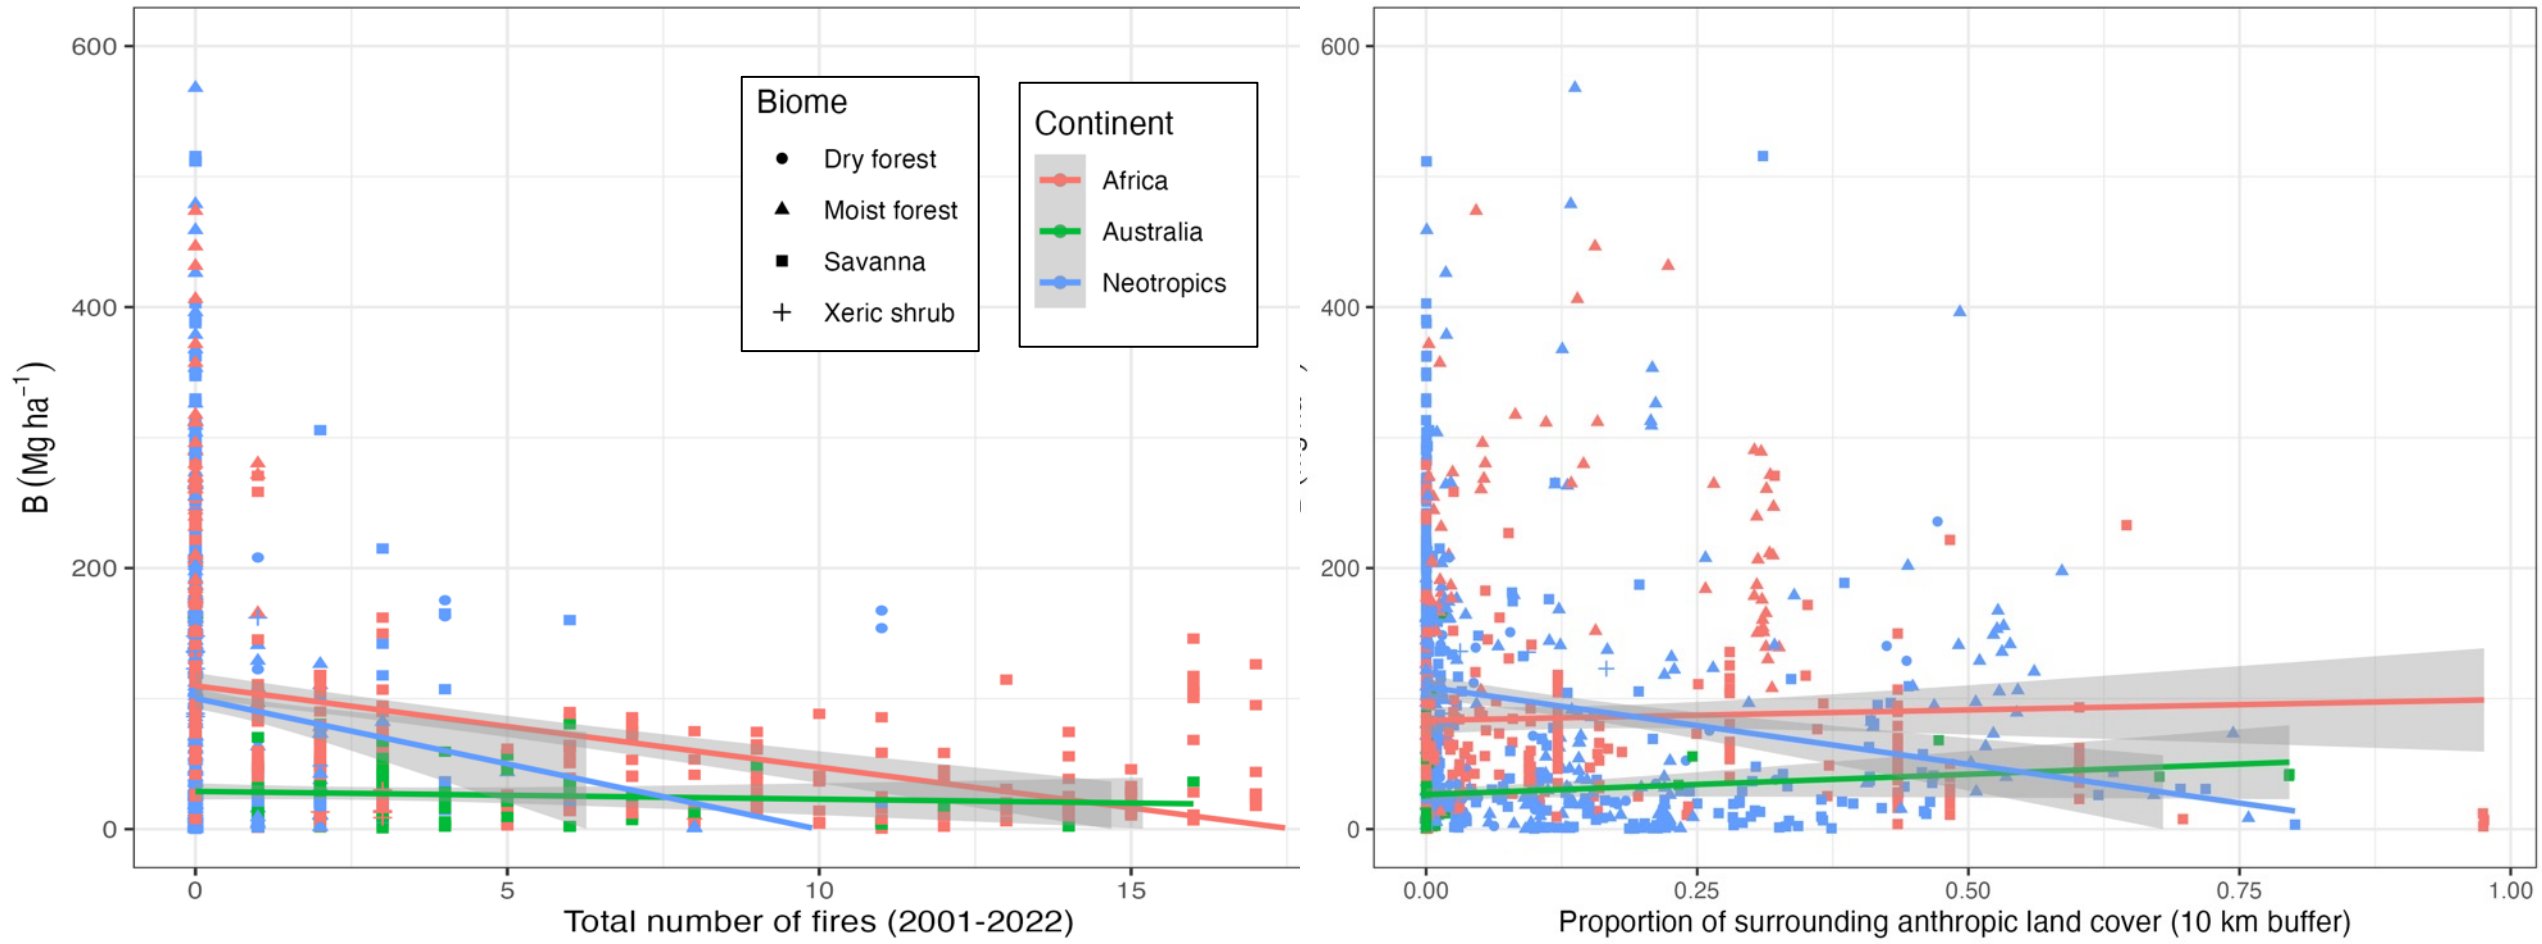 600
400
200
0
B (Mg ha⁻¹)
Biome
Dry forest
Moist forest
Savanna
Xeric shrub
Continent
Africa
Australia
Neotropics
0 5 10 15
Total number of fires (2001-2022)
600
400
200
0
0.00 0.25 0.50 0.75 1.00
Proportion of surrounding anthropic land cover (10 km buffer)